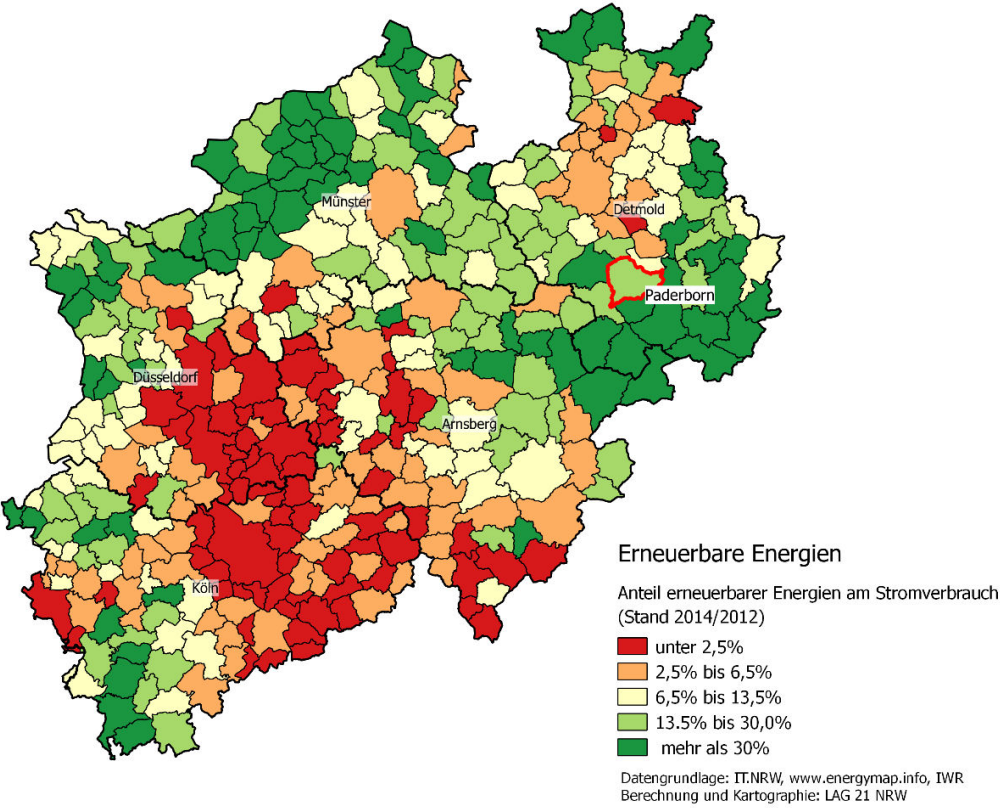 Münster
Detmold
Paderborn
Düsseldorf
Arnsberg
Köln
Erneuerbare Energien
Anteil erneuerbarer Energien am Stromverbrauch
(Stand 2014/2012)
unter 2,5%
2,5% bis 6,5%
6,5% bis 13,5%
13.5% bis 30,0%
mehr als 30%
Datengrundlage: IT.NRW, www.energymap.info, IWR
Berechnung und Kartographie: LAG 21 NRW